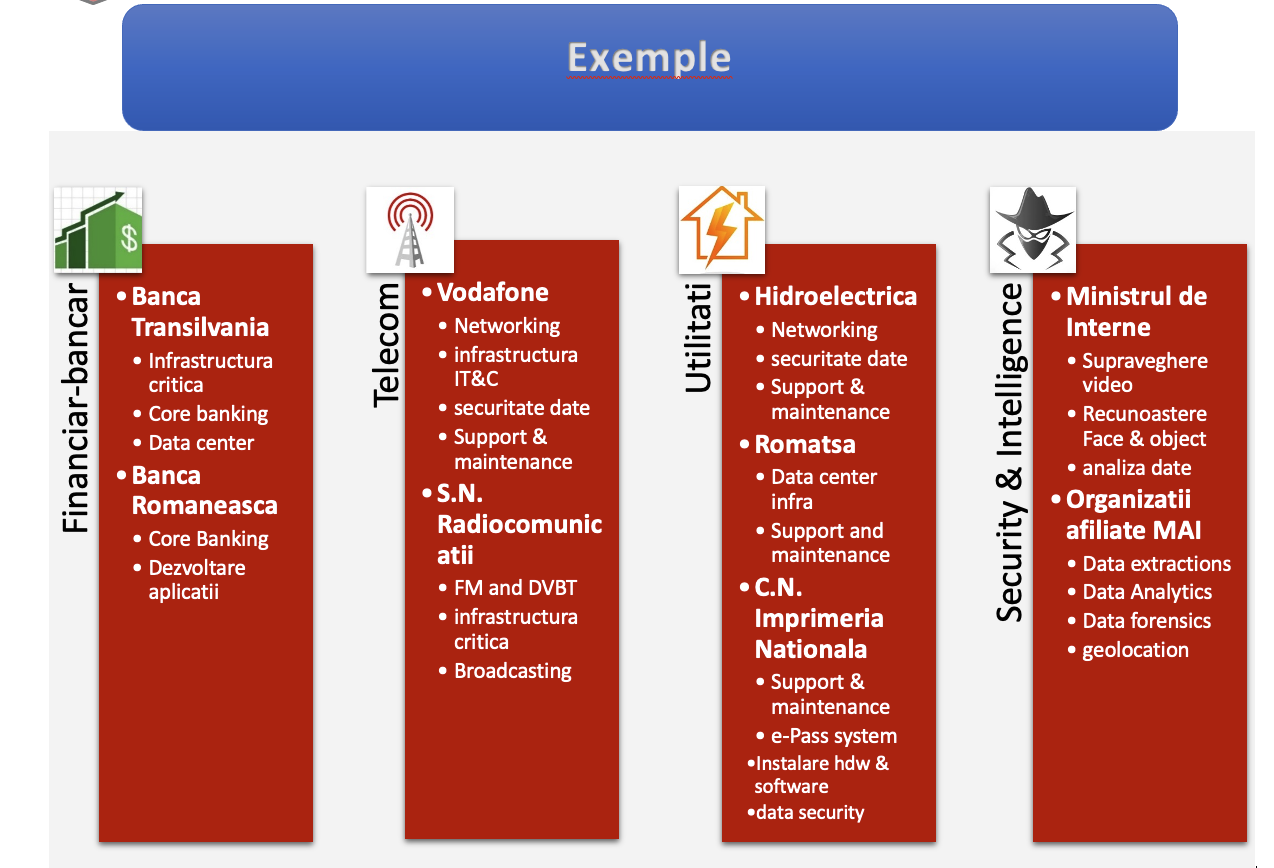 Exemple
Financiar-bancar
• Banca
Transilvania
• Infrastructura
critica
• Core banking
• Data center
• Banca
Romaneasca
• Core Banking
• Dezvoltare
aplicatii
Telecom
• Vodafone
• Networking
• infrastructura
IT&C
• securitate date
• Support &
maintenance
• S.N.
Radiocomunic
atii
• FM and DVBT
• infrastructura
critica
• Broadcasting
Utilitati
• Hidroelectrica
• Networking
• securitate date
• Support &
maintenance
• Romatsa
• Data center
infra
• Support and
maintenance
• C.N.
Imprimeria
Nationala
• Support &
maintenance
• e-Pass system
•Instalare hdw &
software
•data security
Security & Intelligence
• Ministrul de
Interne
• Supraveghere
video
• Recunoastere
Face & object
• analiza date
• Organizatii
afiliate MAI
• Data extractions
• Data Analytics
• Data forensics
• geolocation